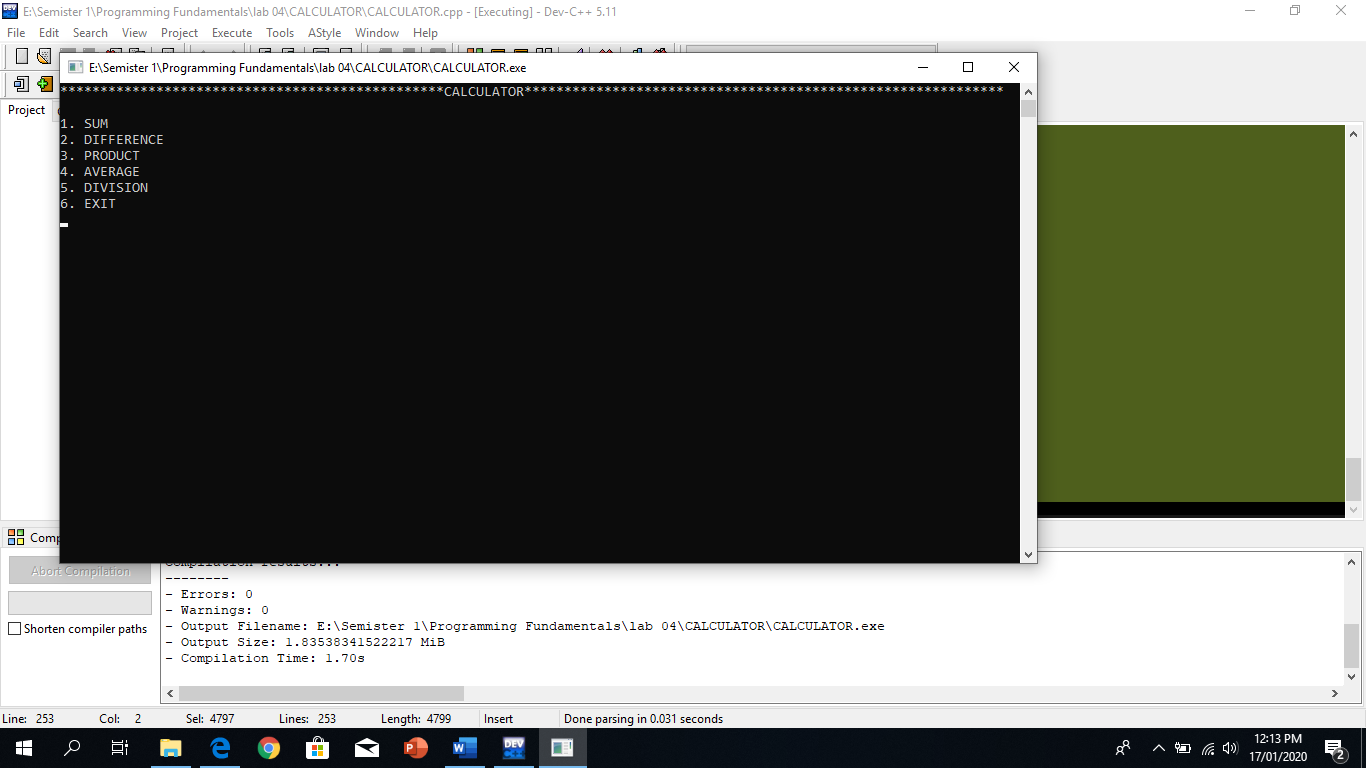 E:\Semister 1\Programming Fundamentals\lab 04\CALCULATOR\CALCULATOR.cpp - [Executing] - Dev-C++ 5.11
File Edit Search View Project Execute Tools AStyle Window Help
E:\Semister 1\Programming Fundamentals\lab 04\CALCULATOR\CALCULATOR.exe
************************************************CALCULATOR************************************************************
Project
1. SUM
2. DIFFERENCE
3. PRODUCT
4. AVERAGE
5. DIVISION
6. EXIT
Abort Compilation
Shorten compiler paths
Compilation results...
--------
- Errors: 0
- Warnings: 0
- Output Filename: E:\Semister 1\Programming Fundamentals\lab 04\CALCULATOR\CALCULATOR.exe
- Output Size: 1.83538341522217 MiB
- Compilation Time: 1.70s
Line: 253 Col: 2 Sel: 4797 Lines: 253 Length: 4799 Insert Done parsing in 0.031 seconds
DEV
12:13 PM
17/01/2020
2